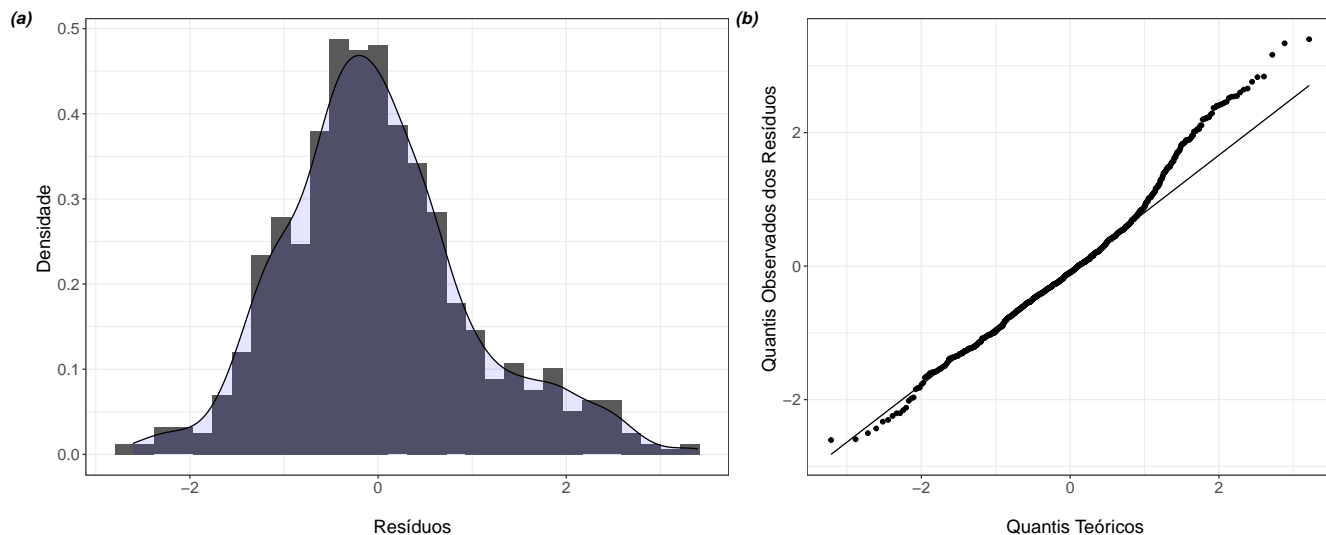 (a)
0.5
0.4
0.3
0.2
0.1
0.0
Densidade
−2
0
2
Resíduos
(b)
2
0
−2
Quantis Observados dos Resíduos
−2
0
2
Quantis Teóricos